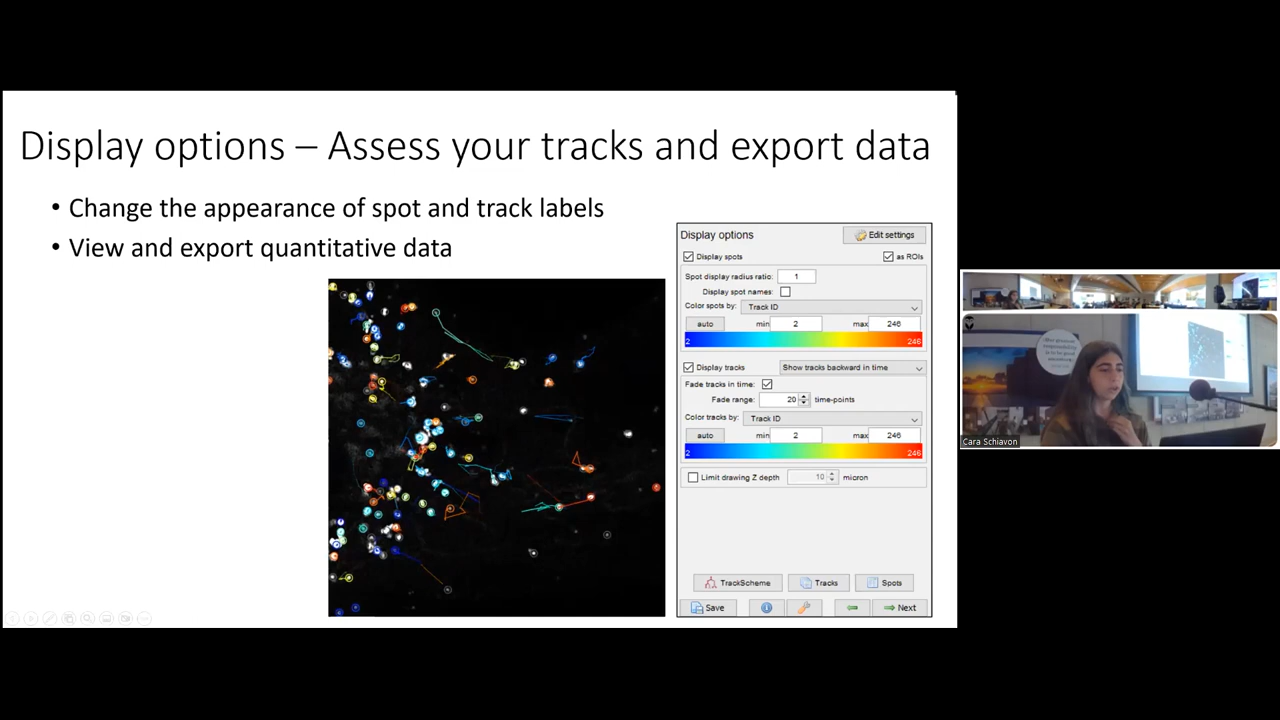 Display options – Assess your tracks and export data
• Change the appearance of spot and track labels
• View and export quantitative data
Display options
Edit settings
Display spots
as ROIs
Spot display radius ratio: 1
Display spot names:
Color spots by: Track ID
auto min 2 max 246
2 246
Display tracks Show tracks backward in time
Fade tracks in time:
Fade range: 20 time-points
Color tracks by: Track ID
auto min 2 max 246
2 246
Limit drawing Z depth 10 micron
TrackScheme Tracks Spots
Save Next
Cara Schiavon